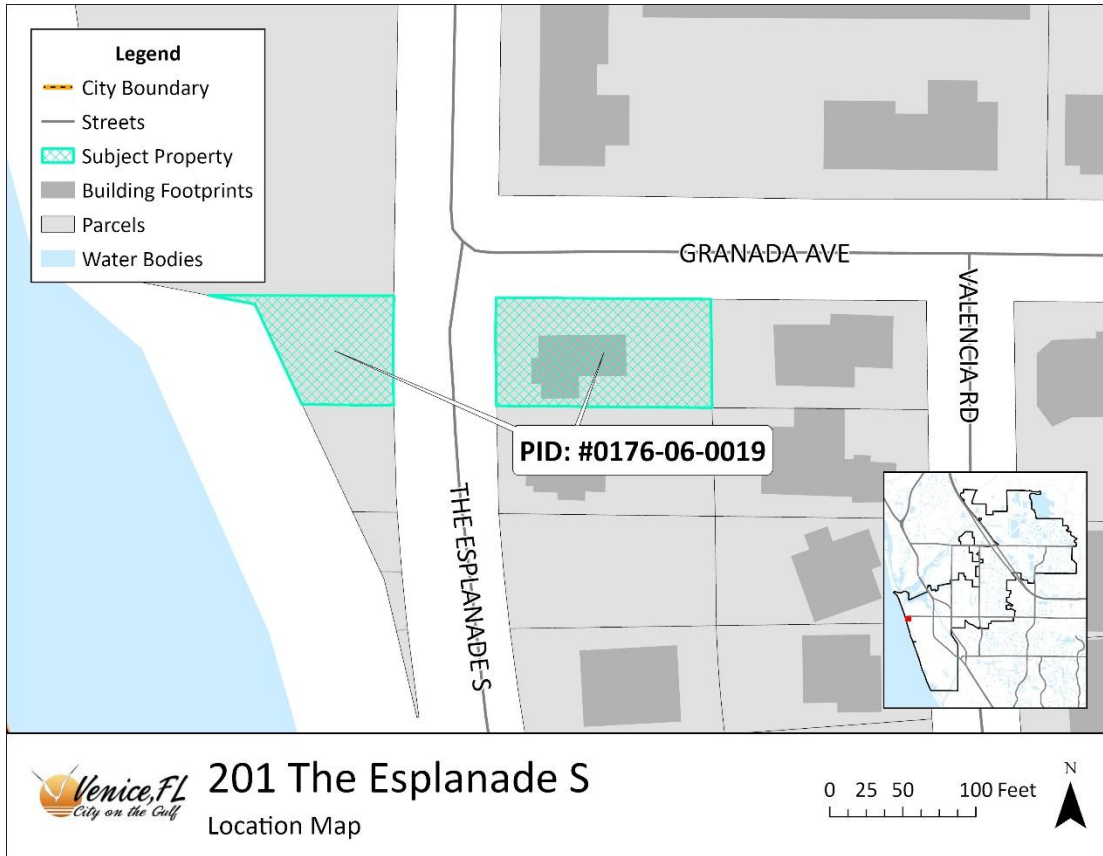 Legend
City Boundary
Streets
Subject Property
Building Footprints
Parcels
Water Bodies
GRANADA AVE
VALENCIA RD
PID: #0176-06-0019
THE ESPLANADE S
Venice, FL
City on the Gulf
201 The Esplanade S
Location Map
0 25 50 100 Feet
N